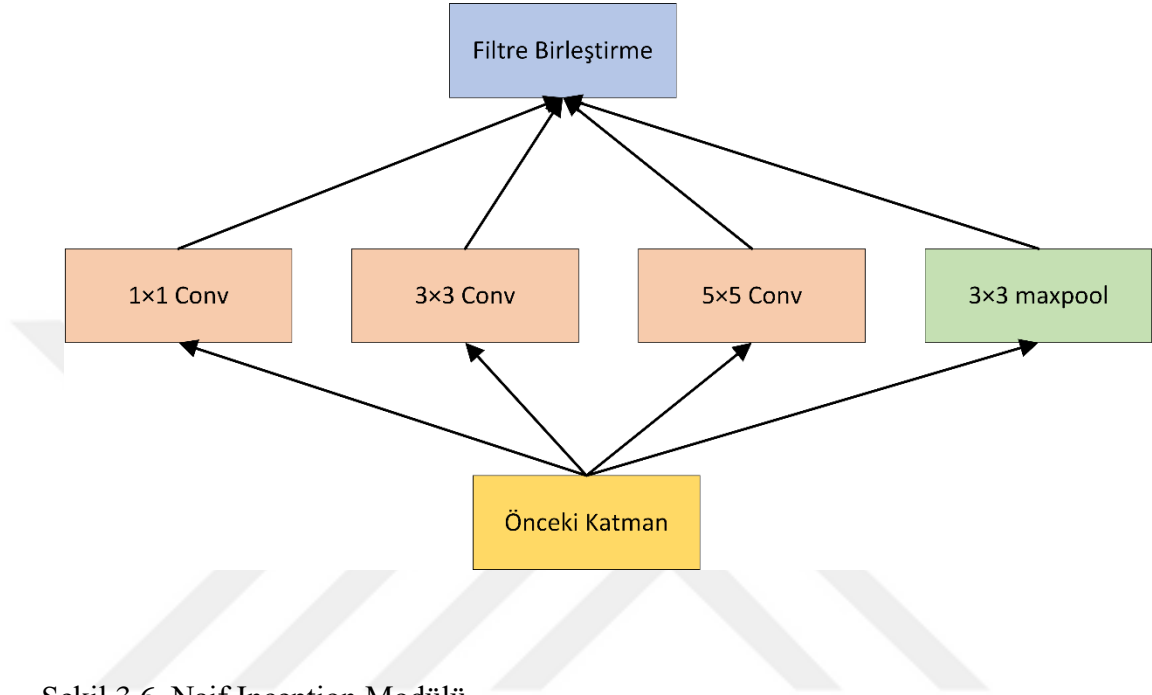 Filtre Birleştirme
1×1 Conv
3×3 Conv
5×5 Conv
3×3 maxpool
Önceki Katman
Şekil 3.6. Naif Inception Modülü